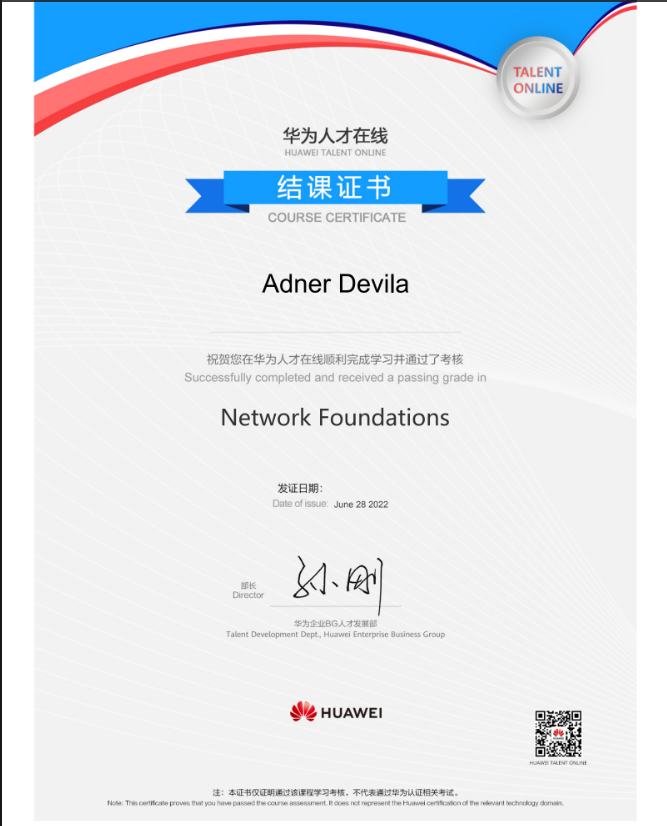 TALENT
ONLINE
华为人才在线
HUAWEI TALENT ONLINE
结课证书
COURSE CERTIFICATE
Adner Devila
祝贺您在华为人才在线顺利完成学习并通过了考核
Successfully completed and received a passing grade in
Network Foundations
发证日期：
Date of issue: June 28 2022
孙刚
部长
Director
华为企业BG人才发展部
Talent Development Dept., Huawei Enterprise Business Group
HUAWEI
HUAWEI TALENT ONLINE
注：本证书仅证明通过该课程学习考核，不代表通过华为认证相关考试。
Note: This certificate proves that you have passed the course assessment. It does not represent the Huawei certification of the relevant technology domain.